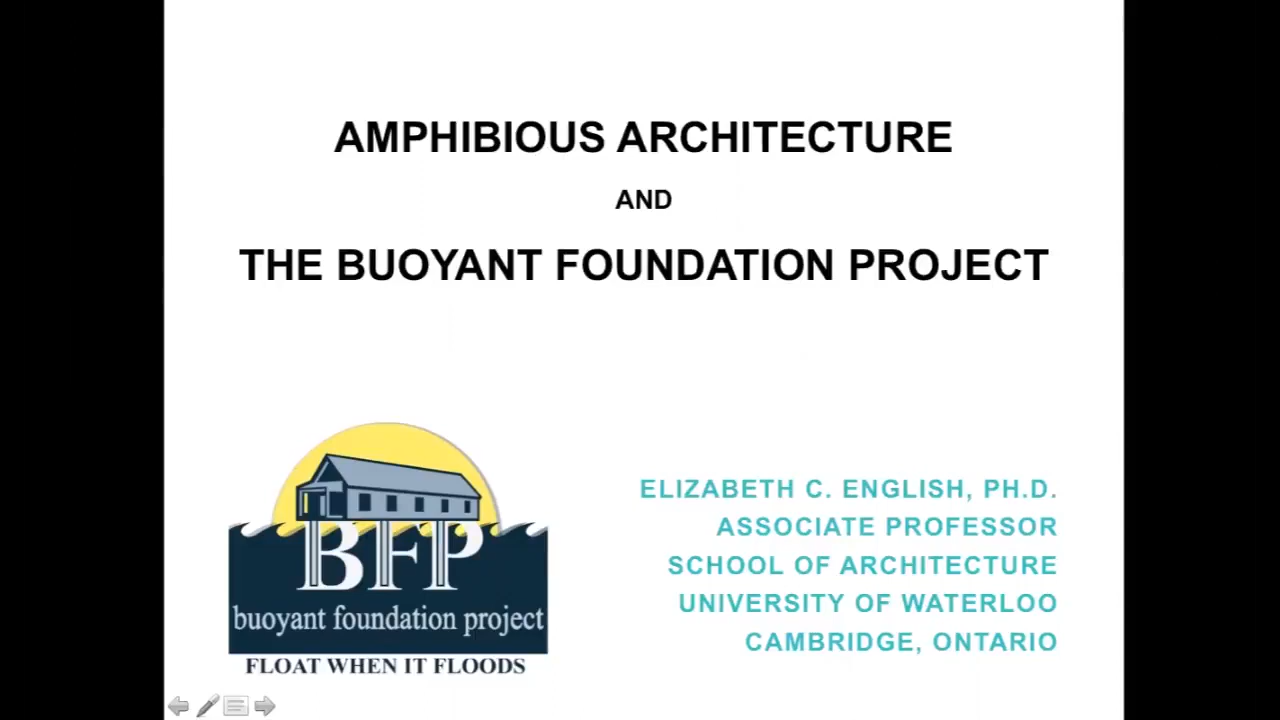 AMPHIBIOUS ARCHITECTURE
AND
THE BUOYANT FOUNDATION PROJECT
BFP
buoyant foundation project
FLOAT WHEN IT FLOODS
ELIZABETH C. ENGLISH, PH.D.
ASSOCIATE PROFESSOR
SCHOOL OF ARCHITECTURE
UNIVERSITY OF WATERLOO
CAMBRIDGE, ONTARIO